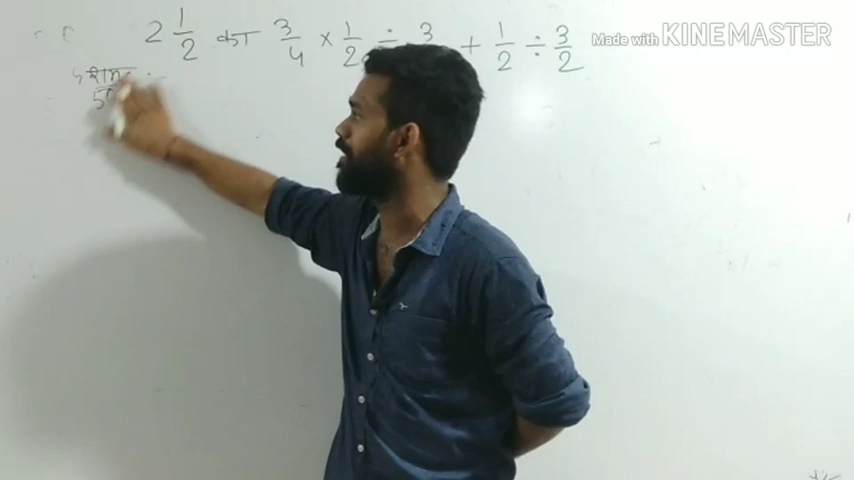 2 1/2 का 3/4 × 1/2 ÷ 3 + 1/2 ÷ 3/2
Made with KINEMASTER